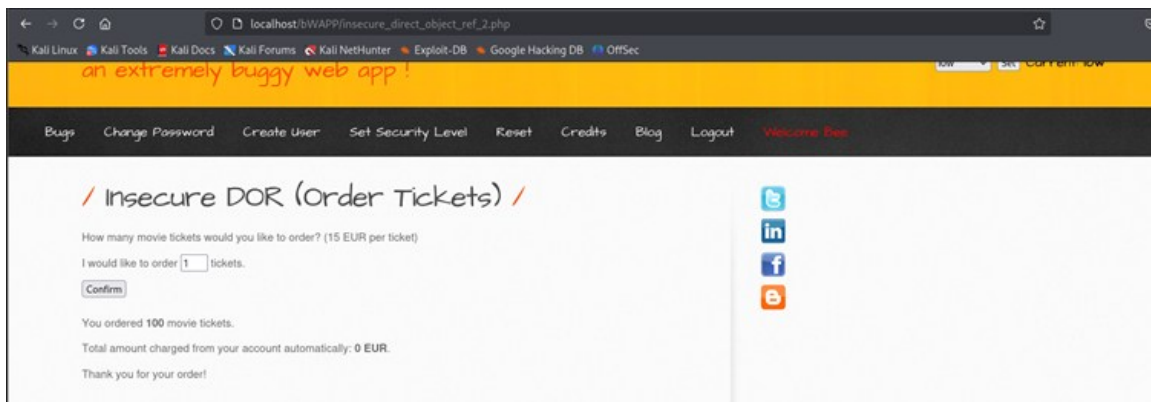 localhost/bWAPP/insecure_direct_object_ref_2.php
Kali Linux Kali Tools Kali Docs Kali Forums Kali NetHunter Exploit-DB Google Hacking DB OffSec
an extremely buggy web app !
low Set Current: low
Bugs Change Password Create User Set Security Level Reset Credits Blog Logout Welcome Bee
/ Insecure DOR (Order Tickets) /
How many movie tickets would you like to order? (15 EUR per ticket)
I would like to order 1 tickets.
Confirm
You ordered 100 movie tickets.
Total amount charged from your account automatically: 0 EUR.
Thank you for your order!